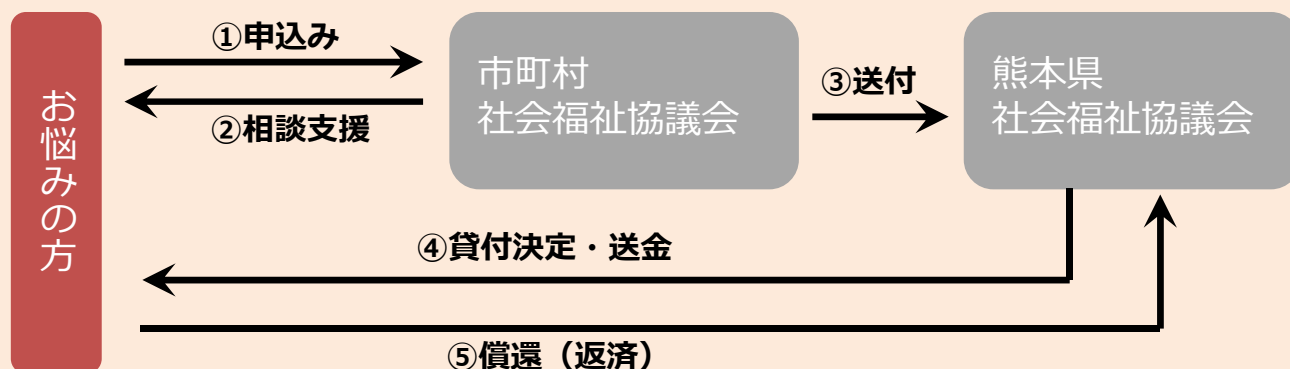 お悩みの方
①申込み
②相談支援
市町村
社会福祉協議会
③送付
熊本県
社会福祉協議会
④貸付決定・送金
⑤償還（返済）